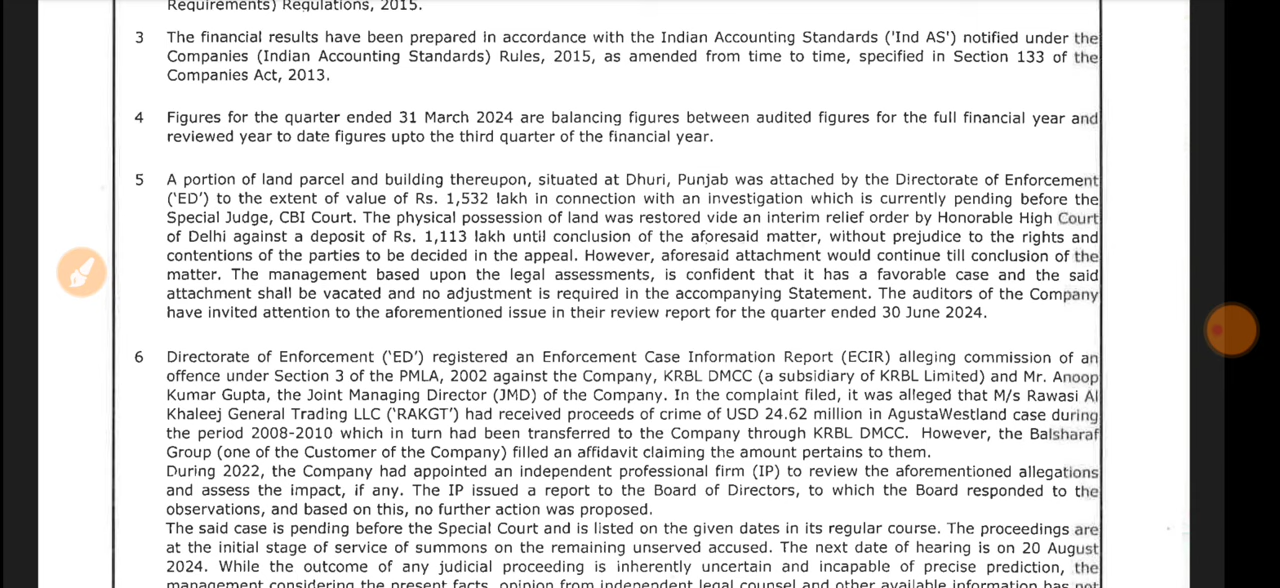 Requirements) Regulations, 2015.
3 The financial results have been prepared in accordance with the Indian Accounting Standards ('Ind AS') notified under the
Companies (Indian Accounting Standards) Rules, 2015, as amended from time to time, specified in Section 133 of the
Companies Act, 2013.
4 Figures for the quarter ended 31 March 2024 are balancing figures between audited figures for the full financial year and
reviewed year to date figures upto the third quarter of the financial year.
5 A portion of land parcel and building thereupon, situated at Dhuri, Punjab was attached by the Directorate of Enforcement
('ED') to the extent of value of Rs. 1,532 lakh in connection with an investigation which is currently pending before the
Special Judge, CBI Court. The physical possession of land was restored vide an interim relief order by Honorable High Court
of Delhi against a deposit of Rs. 1,113 lakh until conclusion of the aforesaid matter, without prejudice to the rights and
contentions of the parties to be decided in the appeal. However, aforesaid attachment would continue till conclusion of the
matter. The management based upon the legal assessments, is confident that it has a favorable case and the said
attachment shall be vacated and no adjustment is required in the accompanying Statement. The auditors of the Company
have invited attention to the aforementioned issue in their review report for the quarter ended 30 June 2024.
6 Directorate of Enforcement ('ED') registered an Enforcement Case Information Report (ECIR) alleging commission of an
offence under Section 3 of the PMLA, 2002 against the Company, KRBL DMCC (a subsidiary of KRBL Limited) and Mr. Anoop
Kumar Gupta, the Joint Managing Director (JMD) of the Company. In the complaint filed, it was alleged that M/s Rawasi Al
Khaleej General Trading LLC ('RAKGT') had received proceeds of crime of USD 24.62 million in AgustaWestland case during
the period 2008-2010 which in turn had been transferred to the Company through KRBL DMCC. However, the Balsharaf
Group (one of the Customer of the Company) filled an affidavit claiming the amount pertains to them.
During 2022, the Company had appointed an independent professional firm (IP) to review the aforementioned allegations
and assess the impact, if any. The IP issued a report to the Board of Directors, to which the Board responded to the
observations, and based on this, no further action was proposed.
The said case is pending before the Special Court and is listed on the given dates in its regular course. The proceedings are
at the initial stage of service of summons on the remaining unserved accused. The next date of hearing is on 20 August
2024. While the outcome of any judicial proceeding is inherently uncertain and incapable of precise prediction, the
management considering the present facts, opinion from independent legal counsel and other available information has not